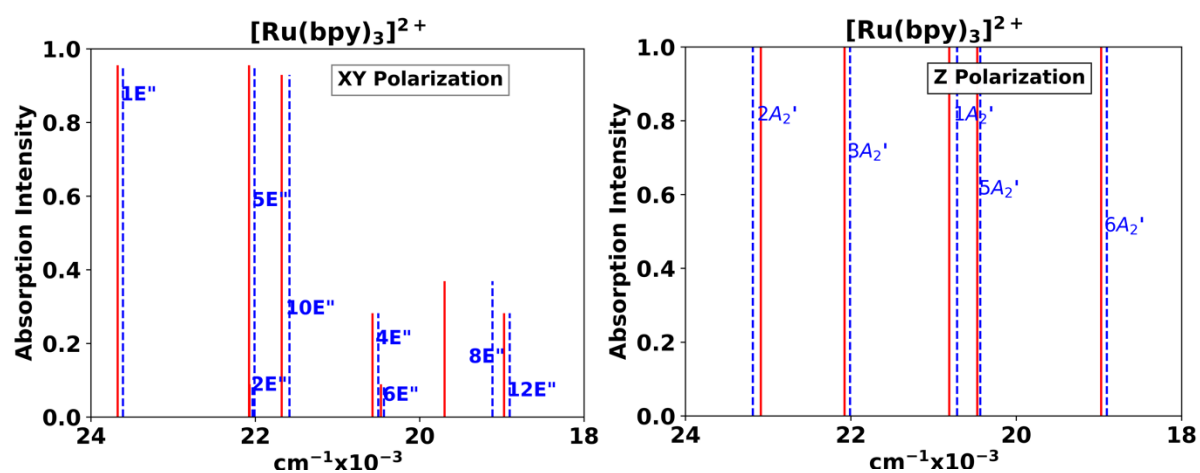 [Ru(bpy)₃]²⁺
XY Polarization
Absorption Intensity
1.0
0.8
0.6
0.4
0.2
0.0
1E"
5E"
10E"
4E"
8E"
2E"
6E"
12E"
24
22
20
18
cm⁻¹x10⁻³
[Ru(bpy)₃]²⁺
Z Polarization
Absorption Intensity
1.0
0.8
0.6
0.4
0.2
0.0
2A₂'
1A₂'
3A₂'
5A₂'
6A₂'
24
22
20
18
cm⁻¹x10⁻³